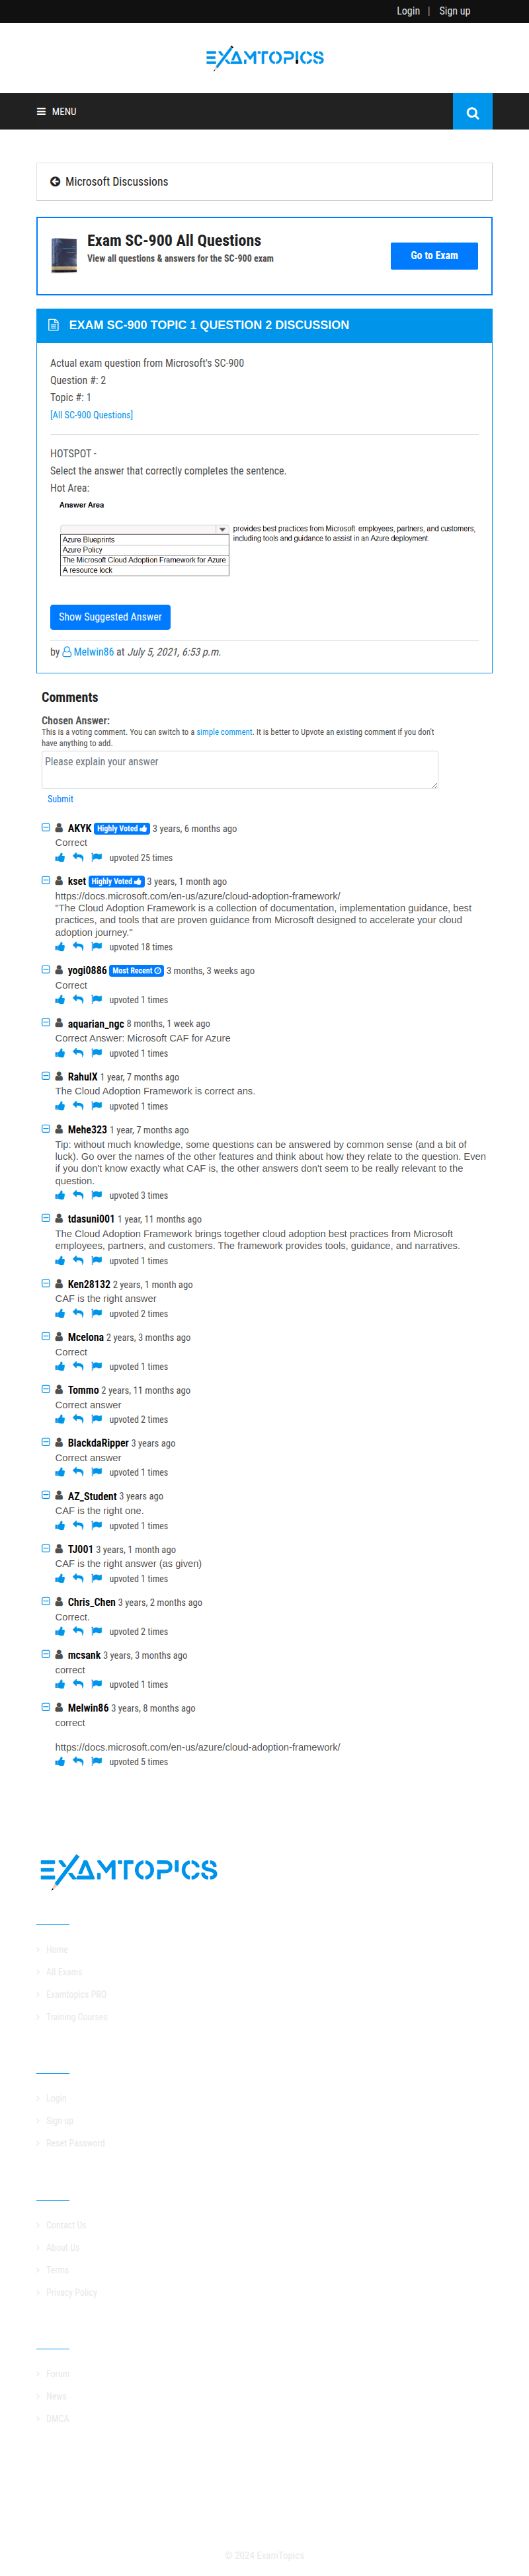 Login | Sign up
EXAMTOPICS
MENU
Microsoft Discussions
Exam SC-900 All Questions
View all questions & answers for the SC-900 exam
Go to Exam
EXAM SC-900 TOPIC 1 QUESTION 2 DISCUSSION
Actual exam question from Microsoft's SC-900
Question #: 2
Topic #: 1
[All SC-900 Questions]
HOTSPOT -
Select the answer that correctly completes the sentence.
Hot Area:
Answer Area
provides best practices from Microsoft employees, partners, and customers,
including tools and guidance to assist in an Azure deployment.
Azure Blueprints
Azure Policy
The Microsoft Cloud Adoption Framework for Azure
A resource lock
Show Suggested Answer
by Melwin86 at July 5, 2021, 6:53 p.m.
Comments
Chosen Answer:
This is a voting comment. You can switch to a simple comment. It is better to Upvote an existing comment if you don't
have anything to add.
Please explain your answer
Submit
AKYK Highly Voted 3 years, 6 months ago
Correct
upvoted 25 times
kset Highly Voted 3 years, 1 month ago
https://docs.microsoft.com/en-us/azure/cloud-adoption-framework/
"The Cloud Adoption Framework is a collection of documentation, implementation guidance, best
practices, and tools that are proven guidance from Microsoft designed to accelerate your cloud
adoption journey."
upvoted 18 times
yogi0886 Most Recent 3 months, 3 weeks ago
Correct
upvoted 1 times
aquarian_ngc 8 months, 1 week ago
Correct Answer: Microsoft CAF for Azure
upvoted 1 times
RahulX 1 year, 7 months ago
The Cloud Adoption Framework is correct ans.
upvoted 1 times
Mehe323 1 year, 7 months ago
Tip: without much knowledge, some questions can be answered by common sense (and a bit of
luck). Go over the names of the other features and think about how they relate to the question. Even
if you don't know exactly what CAF is, the other answers don't seem to be really relevant to the
question.
upvoted 3 times
tdasuni001 1 year, 11 months ago
The Cloud Adoption Framework brings together cloud adoption best practices from Microsoft
employees, partners, and customers. The framework provides tools, guidance, and narratives.
upvoted 1 times
Ken28132 2 years, 1 month ago
CAF is the right answer
upvoted 2 times
Mcelona 2 years, 3 months ago
Correct
upvoted 1 times
Tommo 2 years, 11 months ago
Correct answer
upvoted 2 times
BlackdaRipper 3 years ago
Correct answer
upvoted 1 times
AZ_Student 3 years ago
CAF is the right one.
upvoted 1 times
TJ001 3 years, 1 month ago
CAF is the right answer (as given)
upvoted 1 times
Chris_Chen 3 years, 2 months ago
Correct.
upvoted 2 times
mcsank 3 years, 3 months ago
correct
upvoted 1 times
Melwin86 3 years, 8 months ago
correct
https://docs.microsoft.com/en-us/azure/cloud-adoption-framework/
upvoted 5 times
EXAMTOPICS
Home
All Exams
Examtopics PRO
Training Courses
Login
Sign up
Reset Password
Contact Us
About Us
Terms
Privacy Policy
Forum
News
DMCA
© 2024 ExamTopics